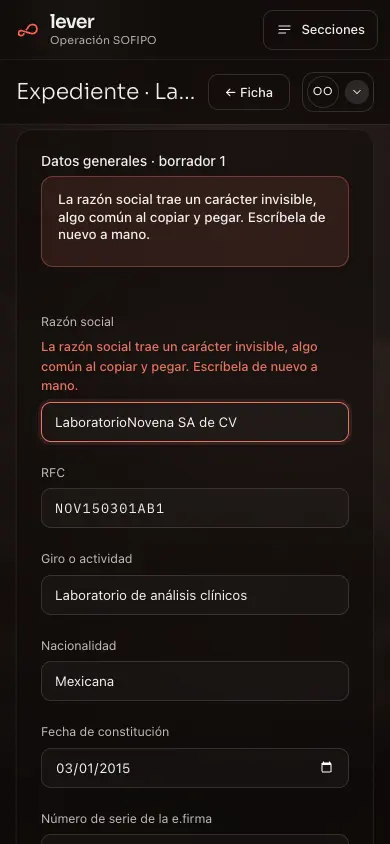 lever
Operación SOFIPO
Secciones
Expediente · La...
← Ficha
OO
Datos generales · borrador 1
La razón social trae un carácter invisible,
algo común al copiar y pegar. Escríbela de
nuevo a mano.
Razón social
La razón social trae un carácter invisible, algo
común al copiar y pegar. Escríbela de nuevo a
mano.
LaboratorioNovena SA de CV
RFC
NOV150301AB1
Giro o actividad
Laboratorio de análisis clínicos
Nacionalidad
Mexicana
Fecha de constitución
03/01/2015
Número de serie de la e.firma